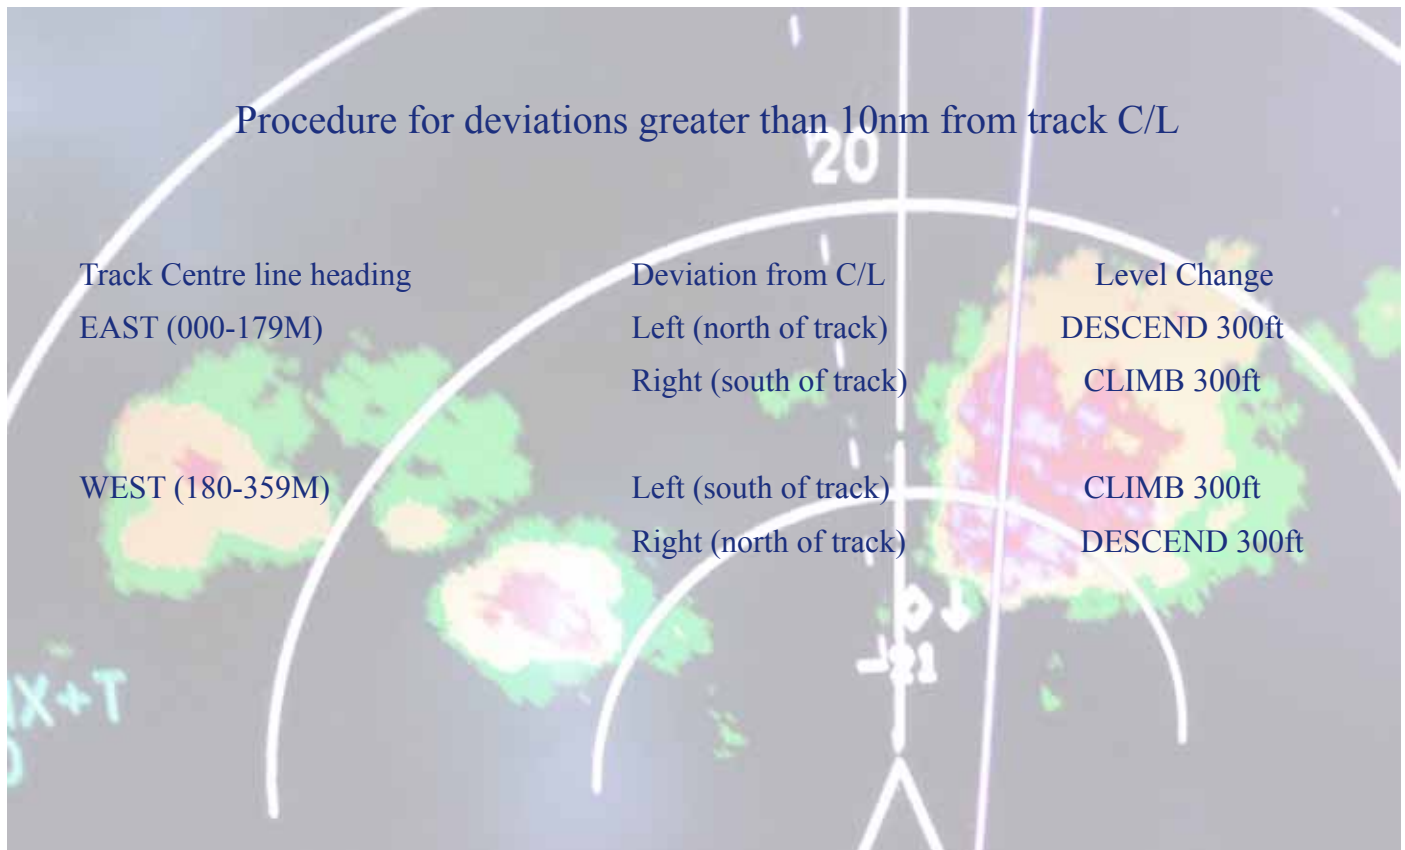 Procedure for deviations greater than 10nm from track C/L
20
Track Centre line heading Deviation from C/L Level Change
EAST (000-179M) Left (north of track) DESCEND 300ft
Right (south of track) CLIMB 300ft
WEST (180-359M) Left (south of track) CLIMB 300ft
Right (north of track) DESCEND 300ft
-21
X+T